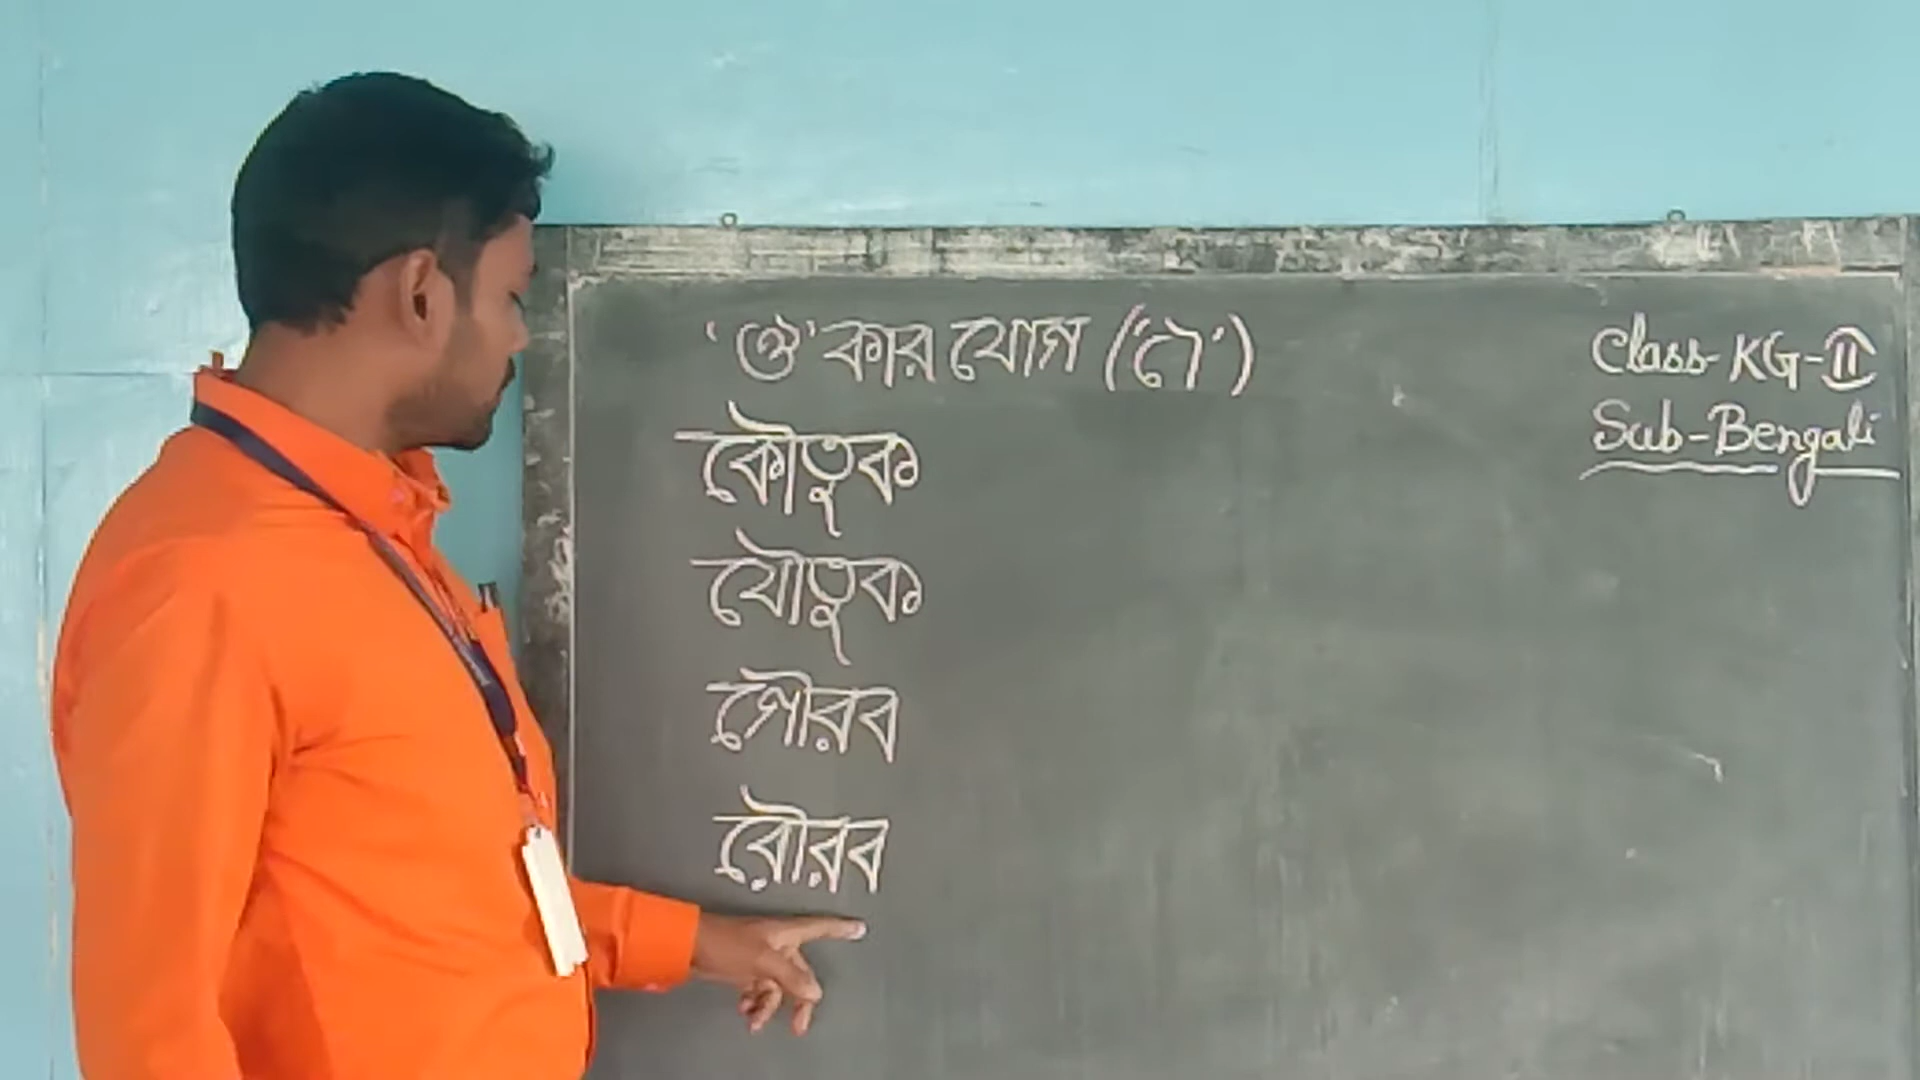 'ঔ' কার যোগ ('ৌ')
Class-KG-II
Sub-Bengali
কৌতুক
যৌতুক
গৌরব
রৌরব